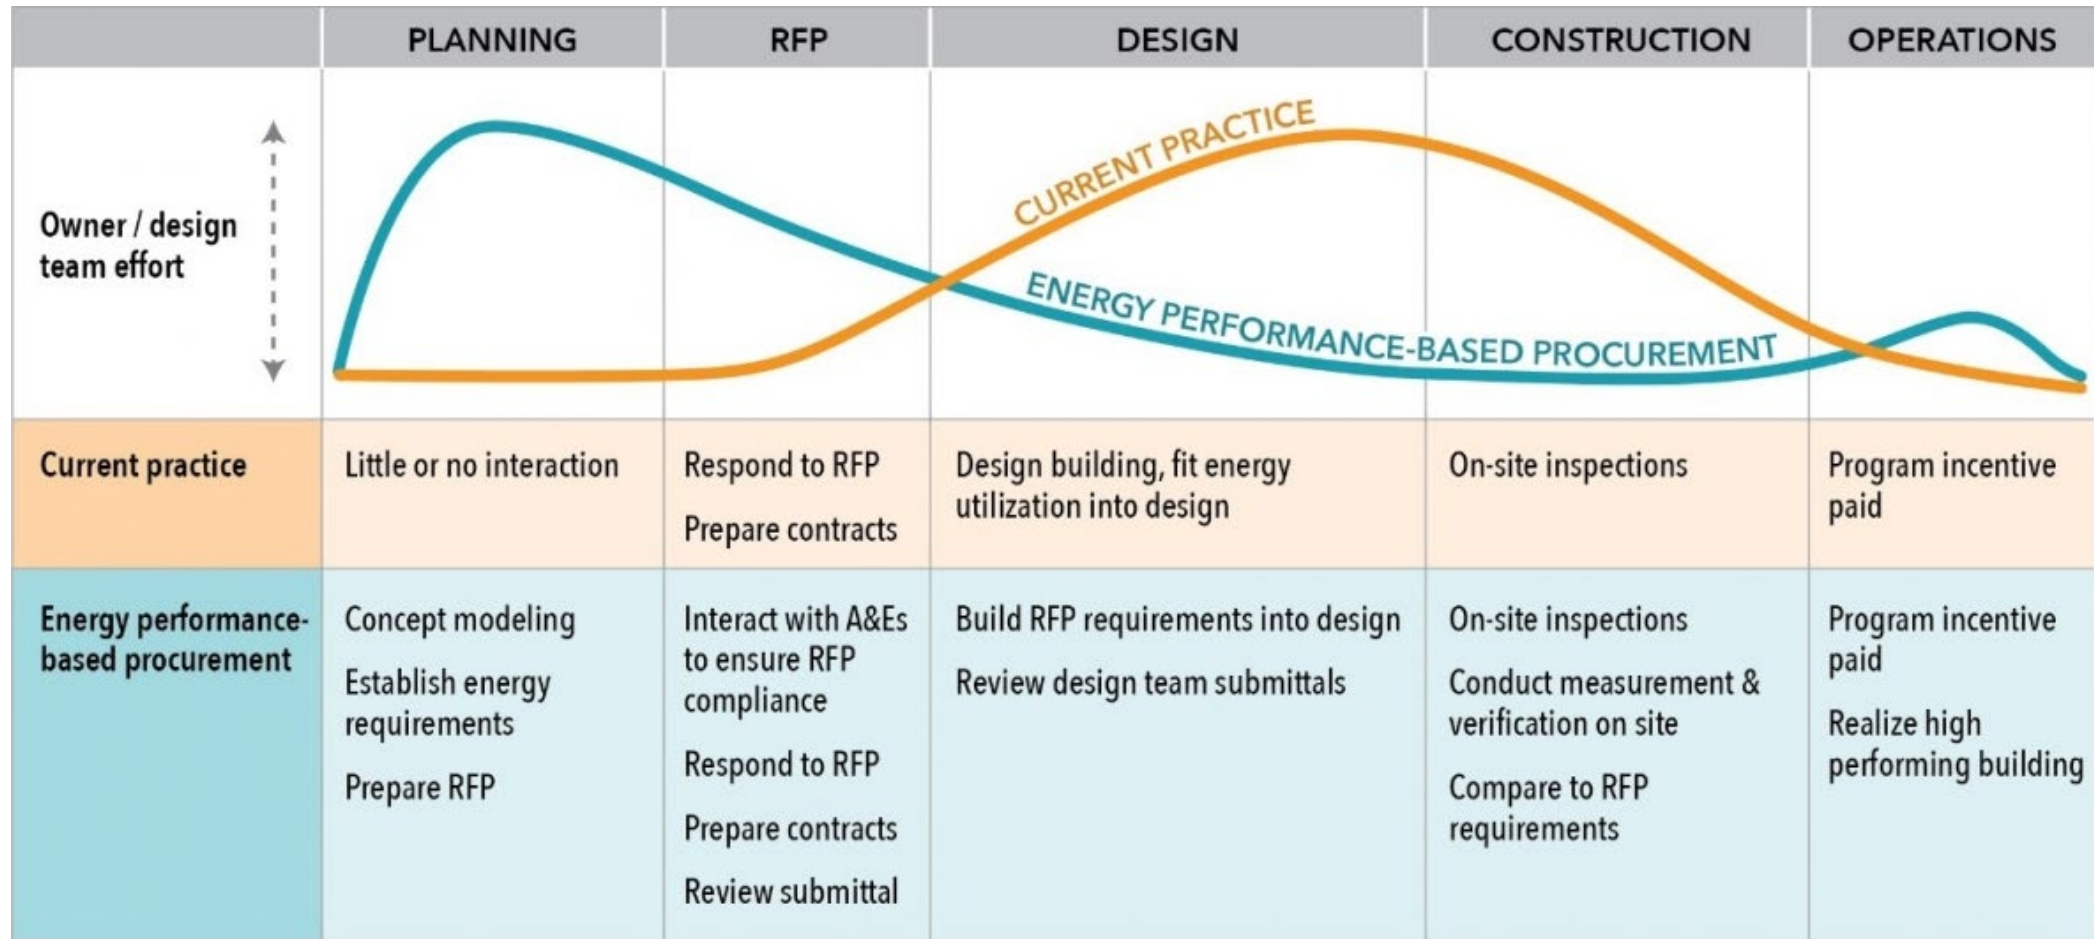 PLANNING
RFP
DESIGN
CONSTRUCTION
OPERATIONS
Owner / design
team effort
CURRENT PRACTICE
ENERGY PERFORMANCE-BASED PROCUREMENT
Current practice
Little or no interaction
Respond to RFP
Prepare contracts
Design building, fit energy
utilization into design
On-site inspections
Program incentive
paid
Energy performance-
based procurement
Concept modeling
Establish energy
requirements
Prepare RFP
Interact with A&Es
to ensure RFP
compliance
Respond to RFP
Prepare contracts
Review submittal
Build RFP requirements into design
Review design team submittals
On-site inspections
Conduct measurement &
verification on site
Compare to RFP
requirements
Program incentive
paid
Realize high
performing building